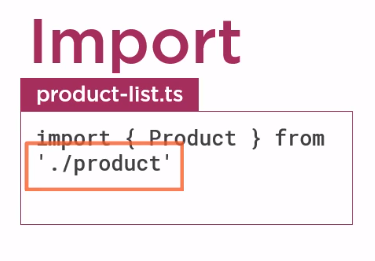 Import
product-list.ts
import { Product } from
'./product'